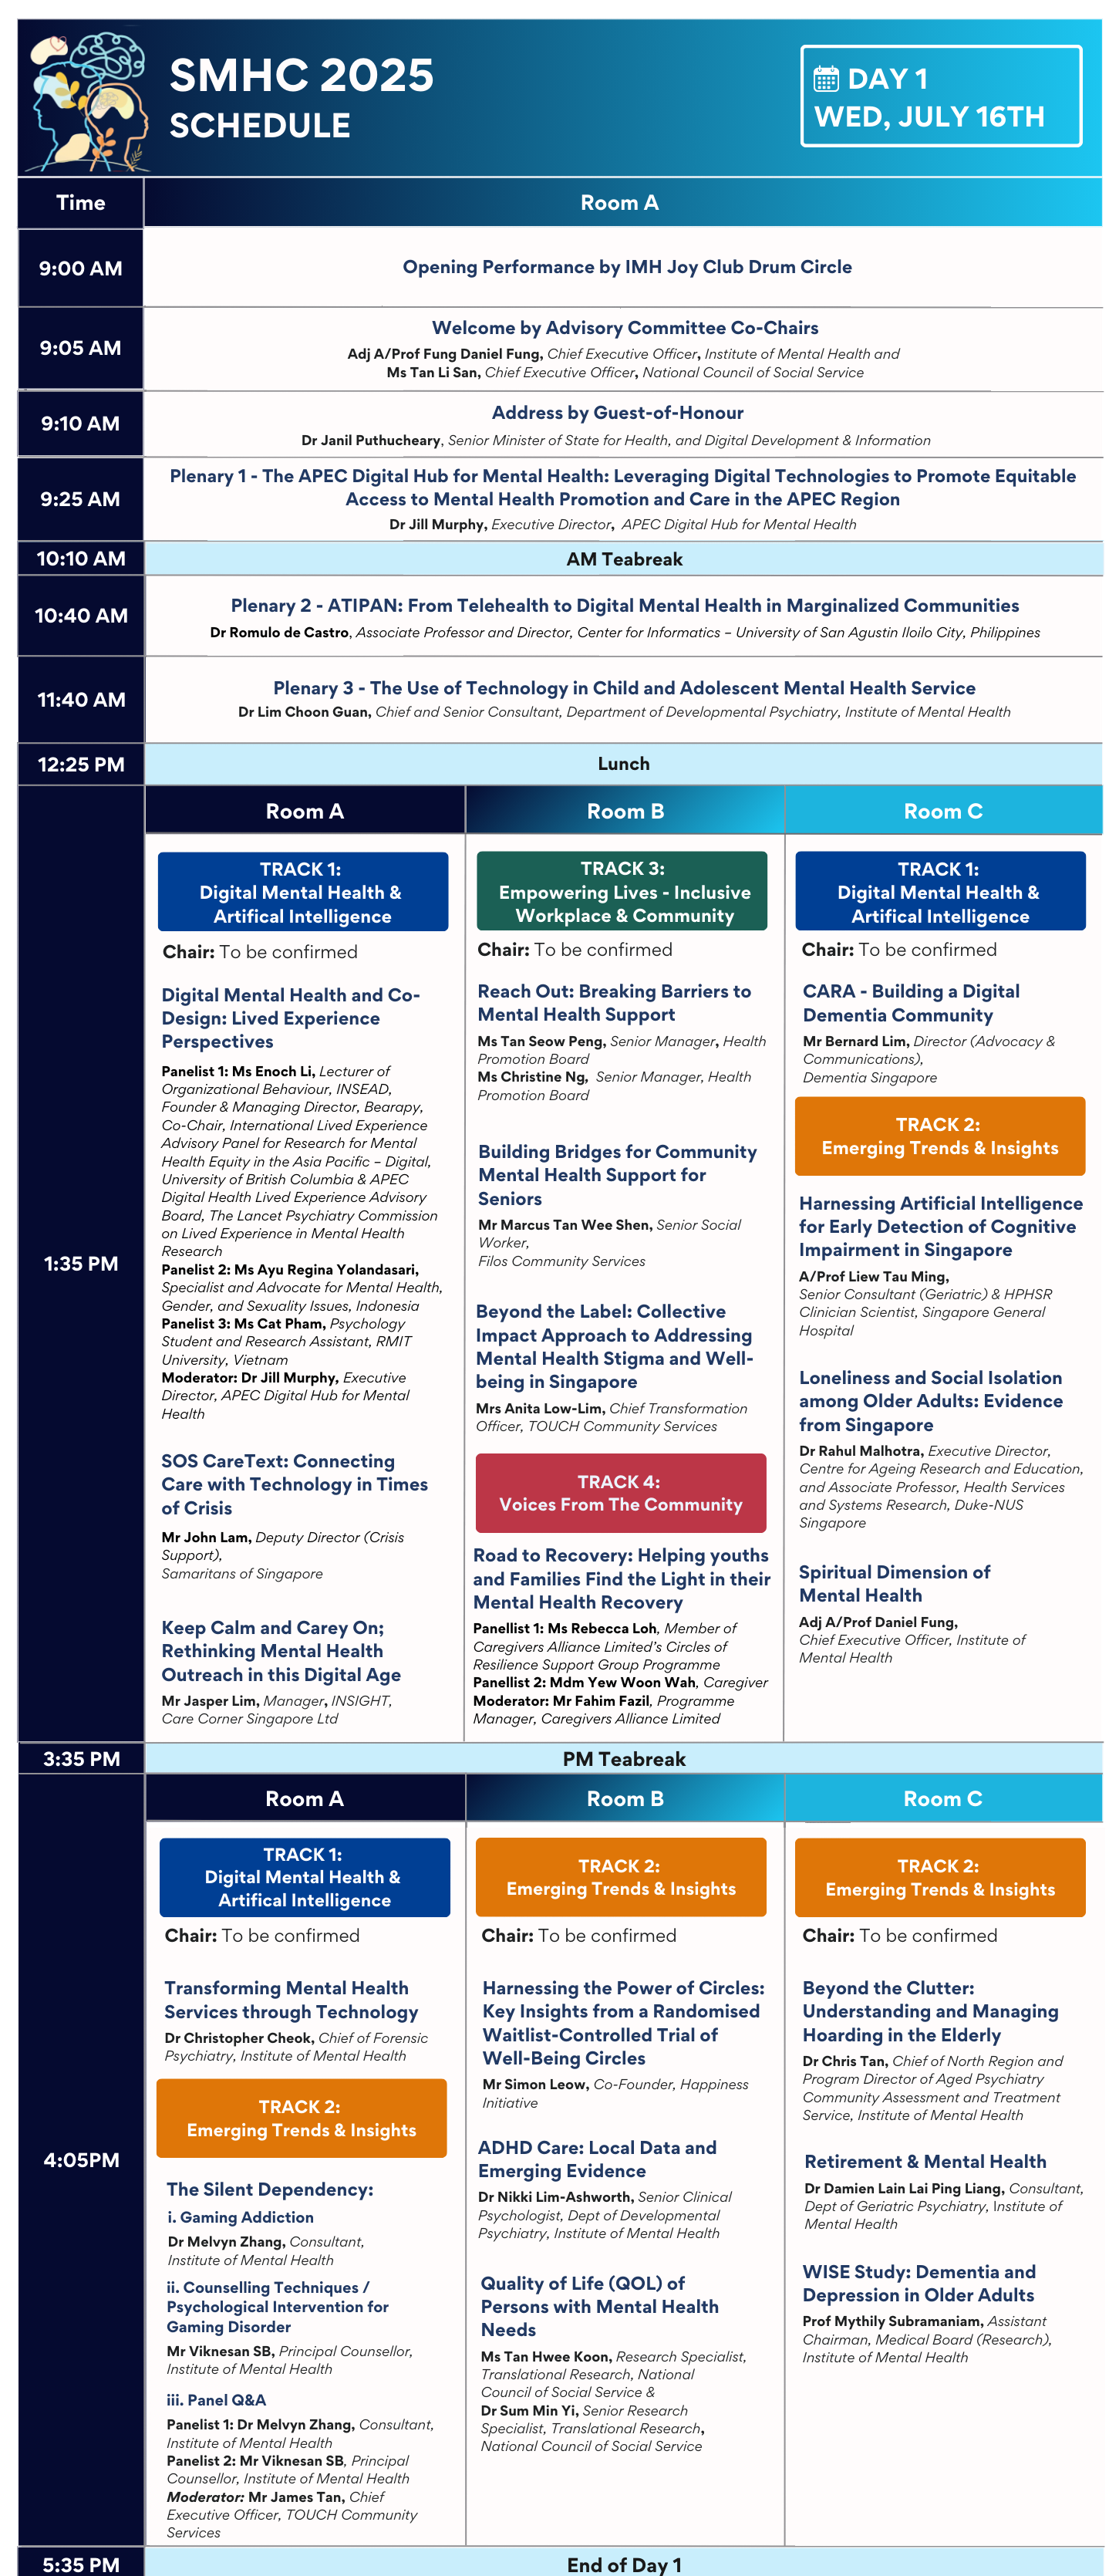 SMHC 2025
SCHEDULE
DAY 1
WED, JULY 16TH
Time
Room A
9:00 AM
Opening Performance by IMH Joy Club Drum Circle
9:05 AM
Welcome by Advisory Committee Co-Chairs
Adj A/Prof Fung Daniel Fung, Chief Executive Officer, Institute of Mental Health and
Ms Tan Li San, Chief Executive Officer, National Council of Social Service
9:10 AM
Address by Guest-of-Honour
Dr Janil Puthucheary, Senior Minister of State for Health, and Digital Development & Information
9:25 AM
Plenary 1 - The APEC Digital Hub for Mental Health: Leveraging Digital Technologies to Promote Equitable
Access to Mental Health Promotion and Care in the APEC Region
Dr Jill Murphy, Executive Director, APEC Digital Hub for Mental Health
10:10 AM
AM Teabreak
10:40 AM
Plenary 2 - ATIPAN: From Telehealth to Digital Mental Health in Marginalized Communities
Dr Romulo de Castro, Associate Professor and Director, Center for Informatics – University of San Agustin Iloilo City, Philippines
11:40 AM
Plenary 3 - The Use of Technology in Child and Adolescent Mental Health Service
Dr Lim Choon Guan, Chief and Senior Consultant, Department of Developmental Psychiatry, Institute of Mental Health
12:25 PM
Lunch
1:35 PM
Room A
TRACK 1:
Digital Mental Health &
Artifical Intelligence
Chair: To be confirmed
Digital Mental Health and Co-
Design: Lived Experience
Perspectives
Panelist 1: Ms Enoch Li, Lecturer of
Organizational Behaviour, INSEAD,
Founder & Managing Director, Bearapy,
Co-Chair, International Lived Experience
Advisory Panel for Research for Mental
Health Equity in the Asia Pacific – Digital,
University of British Columbia & APEC
Digital Health Lived Experience Advisory
Board, The Lancet Psychiatry Commission
on Lived Experience in Mental Health
Research
Panelist 2: Ms Ayu Regina Yolandasari,
Specialist and Advocate for Mental Health,
Gender, and Sexuality Issues, Indonesia
Panelist 3: Ms Cat Pham, Psychology
Student and Research Assistant, RMIT
University, Vietnam
Moderator: Dr Jill Murphy, Executive
Director, APEC Digital Hub for Mental
Health
SOS CareText: Connecting
Care with Technology in Times
of Crisis
Mr John Lam, Deputy Director (Crisis
Support),
Samaritans of Singapore
Keep Calm and Carey On;
Rethinking Mental Health
Outreach in this Digital Age
Mr Jasper Lim, Manager, INSIGHT,
Care Corner Singapore Ltd
Room B
TRACK 3:
Empowering Lives - Inclusive
Workplace & Community
Chair: To be confirmed
Reach Out: Breaking Barriers to
Mental Health Support
Ms Tan Seow Peng, Senior Manager, Health
Promotion Board
Ms Christine Ng, Senior Manager, Health
Promotion Board
Building Bridges for Community
Mental Health Support for
Seniors
Mr Marcus Tan Wee Shen, Senior Social
Worker,
Filos Community Services
Beyond the Label: Collective
Impact Approach to Addressing
Mental Health Stigma and Well-
being in Singapore
Mrs Anita Low-Lim, Chief Transformation
Officer, TOUCH Community Services
TRACK 4:
Voices From The Community
Road to Recovery: Helping youths
and Families Find the Light in their
Mental Health Recovery
Panellist 1: Ms Rebecca Loh, Member of
Caregivers Alliance Limited's Circles of
Resilience Support Group Programme
Panellist 2: Mdm Yew Woon Wah, Caregiver
Moderator: Mr Fahim Fazil, Programme
Manager, Caregivers Alliance Limited
Room C
TRACK 1:
Digital Mental Health &
Artifical Intelligence
Chair: To be confirmed
CARA - Building a Digital
Dementia Community
Mr Bernard Lim, Director (Advocacy &
Communications),
Dementia Singapore
TRACK 2:
Emerging Trends & Insights
Harnessing Artificial Intelligence
for Early Detection of Cognitive
Impairment in Singapore
A/Prof Liew Tau Ming,
Senior Consultant (Geriatric) & HPHSR
Clinician Scientist, Singapore General
Hospital
Loneliness and Social Isolation
among Older Adults: Evidence
from Singapore
Dr Rahul Malhotra, Executive Director,
Centre for Ageing Research and Education,
and Associate Professor, Health Services
and Systems Research, Duke-NUS
Singapore
Spiritual Dimension of
Mental Health
Adj A/Prof Daniel Fung,
Chief Executive Officer, Institute of
Mental Health
3:35 PM
PM Teabreak
4:05PM
Room A
TRACK 1:
Digital Mental Health &
Artifical Intelligence
Chair: To be confirmed
Transforming Mental Health
Services through Technology
Dr Christopher Cheok, Chief of Forensic
Psychiatry, Institute of Mental Health
TRACK 2:
Emerging Trends & Insights
The Silent Dependency:
i. Gaming Addiction
Dr Melvyn Zhang, Consultant,
Institute of Mental Health
ii. Counselling Techniques /
Psychological Intervention for
Gaming Disorder
Mr Viknesan SB, Principal Counsellor,
Institute of Mental Health
iii. Panel Q&A
Panelist 1: Dr Melvyn Zhang, Consultant,
Institute of Mental Health
Panelist 2: Mr Viknesan SB, Principal
Counsellor, Institute of Mental Health
Moderator: Mr James Tan, Chief
Executive Officer, TOUCH Community
Services
Room B
TRACK 2:
Emerging Trends & Insights
Chair: To be confirmed
Harnessing the Power of Circles:
Key Insights from a Randomised
Waitlist-Controlled Trial of
Well-Being Circles
Mr Simon Leow, Co-Founder, Happiness
Initiative
ADHD Care: Local Data and
Emerging Evidence
Dr Nikki Lim-Ashworth, Senior Clinical
Psychologist, Dept of Developmental
Psychiatry, Institute of Mental Health
Quality of Life (QOL) of
Persons with Mental Health
Needs
Ms Tan Hwee Koon, Research Specialist,
Translational Research, National
Council of Social Service &
Dr Sum Min Yi, Senior Research
Specialist, Translational Research,
National Council of Social Service
Room C
TRACK 2:
Emerging Trends & Insights
Chair: To be confirmed
Beyond the Clutter:
Understanding and Managing
Hoarding in the Elderly
Dr Chris Tan, Chief of North Region and
Program Director of Aged Psychiatry
Community Assessment and Treatment
Service, Institute of Mental Health
Retirement & Mental Health
Dr Damien Lain Lai Ping Liang, Consultant,
Dept of Geriatric Psychiatry, Institute of
Mental Health
WISE Study: Dementia and
Depression in Older Adults
Prof Mythily Subramaniam, Assistant
Chairman, Medical Board (Research),
Institute of Mental Health
5:35 PM
End of Day 1